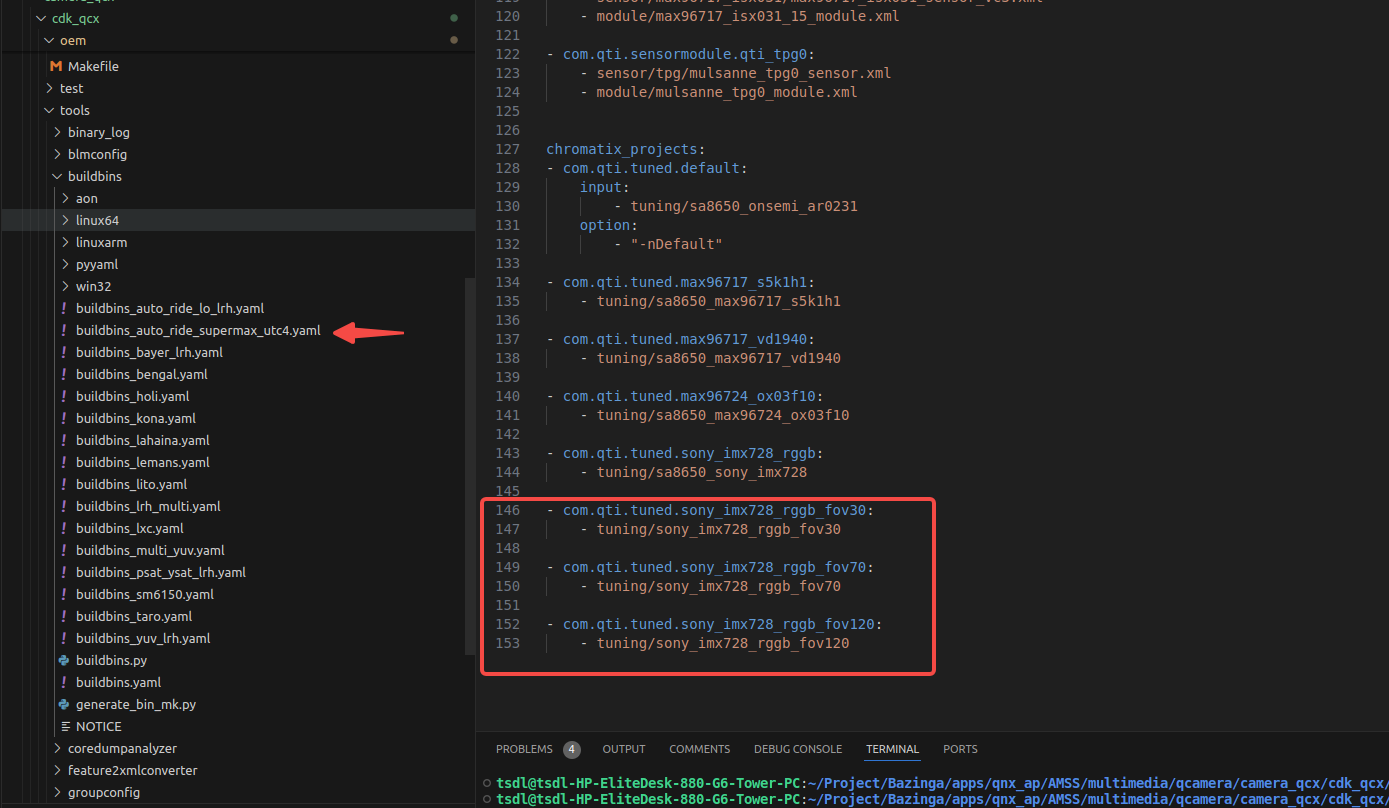 cdk_qcx
oem
Makefile
test
tools
binary_log
blmconfig
buildbins
aon
linux64
linuxarm
pyyaml
win32
! buildbins_auto_ride_lo_lrh.yaml
! buildbins_auto_ride_supermax_utc4.yaml
! buildbins_bayer_lrh.yaml
! buildbins_bengal.yaml
! buildbins_holi.yaml
! buildbins_kona.yaml
! buildbins_lahaina.yaml
! buildbins_lemans.yaml
! buildbins_lito.yaml
! buildbins_lrh_multi.yaml
! buildbins_lxc.yaml
! buildbins_multi_yuv.yaml
! buildbins_psat_ysat_lrh.yaml
! buildbins_sm6150.yaml
! buildbins_taro.yaml
! buildbins_yuv_lrh.yaml
buildbins.py
! buildbins.yaml
generate_bin_mk.py
NOTICE
coredumpanalyzer
feature2xmlconverter
groupconfig
120 - module/max96717_isx031_15_module.xml
121
122 - com.qti.sensormodule.qti_tpg0:
123 - sensor/tpg/mulsanne_tpg0_sensor.xml
124 - module/mulsanne_tpg0_module.xml
125
126
127 chromatix_projects:
128 - com.qti.tuned.default:
129 input:
130 - tuning/sa8650_onsemi_ar0231
131 option:
132 - "-nDefault"
133
134 - com.qti.tuned.max96717_s5k1h1:
135 - tuning/sa8650_max96717_s5k1h1
136
137 - com.qti.tuned.max96717_vd1940:
138 - tuning/sa8650_max96717_vd1940
139
140 - com.qti.tuned.max96724_ox03f10:
141 - tuning/sa8650_max96724_ox03f10
142
143 - com.qti.tuned.sony_imx728_rggb:
144 - tuning/sa8650_sony_imx728
145
146 - com.qti.tuned.sony_imx728_rggb_fov30:
147 - tuning/sony_imx728_rggb_fov30
148
149 - com.qti.tuned.sony_imx728_rggb_fov70:
150 - tuning/sony_imx728_rggb_fov70
151
152 - com.qti.tuned.sony_imx728_rggb_fov120:
153 - tuning/sony_imx728_rggb_fov120
PROBLEMS 4 OUTPUT COMMENTS DEBUG CONSOLE TERMINAL PORTS
tsdl@tsdl-HP-EliteDesk-880-G6-Tower-PC:~/Project/Bazinga/apps/qnx_ap/AMSS/multimedia/qcamera/camera_qcx/cdk_qcx/
tsdl@tsdl-HP-EliteDesk-880-G6-Tower-PC:~/Project/Bazinga/apps/qnx_ap/AMSS/multimedia/qcamera/camera_qcx/cdk_qcx/